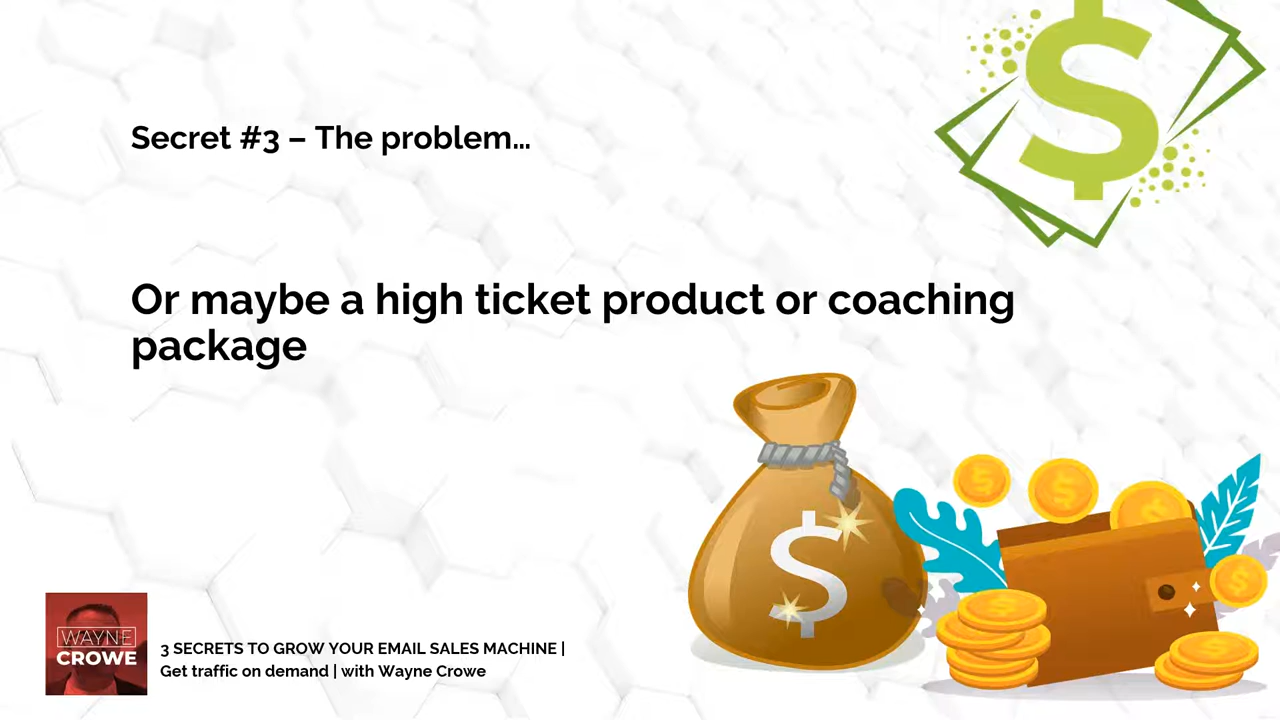 Secret #3 – The problem...
Or maybe a high ticket product or coaching
package
WAYNE
CROWE
3 SECRETS TO GROW YOUR EMAIL SALES MACHINE |
Get traffic on demand | with Wayne Crowe